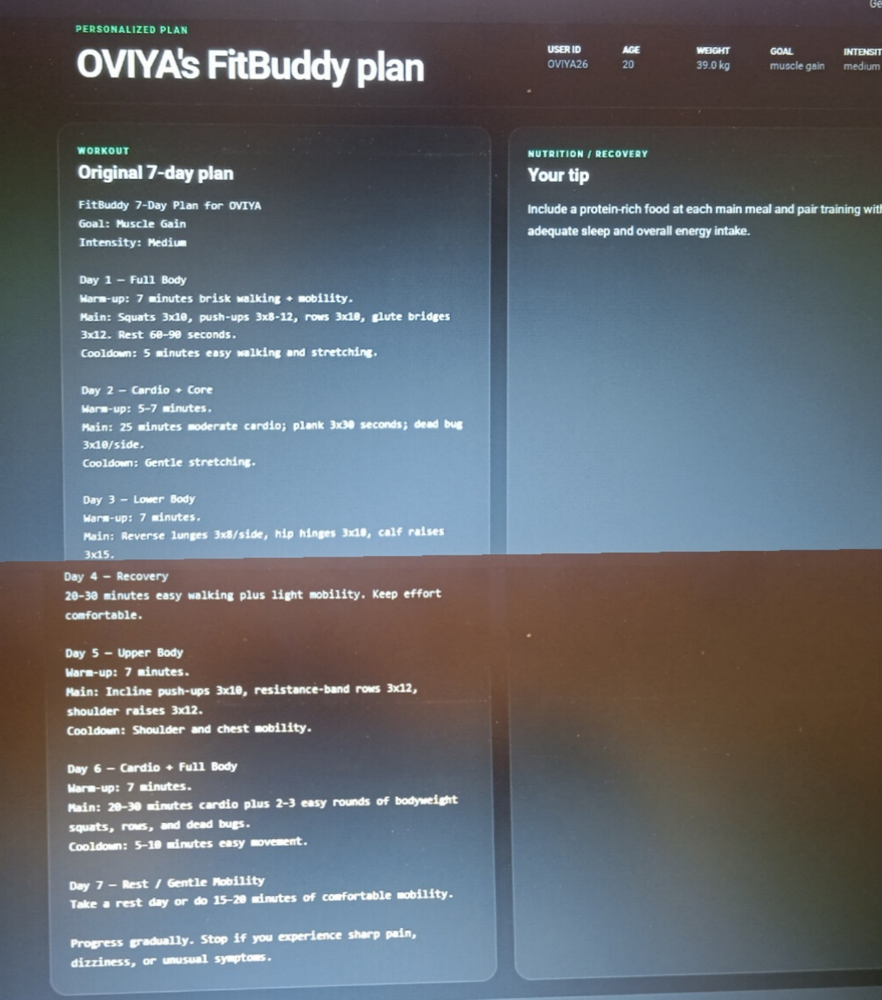 Ge
PERSONALIZED PLAN
OVIYA's FitBuddy plan
USER ID
OVIYA26
AGE
20
WEIGHT
39.0 kg
GOAL
muscle gain
INTENSIT
medium
WORKOUT
Original 7-day plan
FitBuddy 7-Day Plan for OVIYA
Goal: Muscle Gain
Intensity: Medium
Day 1 – Full Body
Warm-up: 7 minutes brisk walking + mobility.
Main: Squats 3x10, push-ups 3x8-12, rows 3x10, glute bridges
3x12. Rest 60–90 seconds.
Cooldown: 5 minutes easy walking and stretching.
Day 2 – Cardio + Core
Warm-up: 5–7 minutes.
Main: 25 minutes moderate cardio; plank 3x30 seconds; dead bug
3x10/side.
Cooldown: Gentle stretching.
Day 3 – Lower Body
Warm-up: 7 minutes.
Main: Reverse lunges 3x8/side, hip hinges 3x10, calf raises
3x15.
Day 4 – Recovery
20–30 minutes easy walking plus light mobility. Keep effort
comfortable.
Day 5 – Upper Body
Warm-up: 7 minutes.
Main: Incline push-ups 3x10, resistance-band rows 3x12,
shoulder raises 3x12.
Cooldown: Shoulder and chest mobility.
Day 6 – Cardio + Full Body
Warm-up: 7 minutes.
Main: 20–30 minutes cardio plus 2–3 easy rounds of bodyweight
squats, rows, and dead bugs.
Cooldown: 5–10 minutes easy movement.
Day 7 – Rest / Gentle Mobility
Take a rest day or do 15–20 minutes of comfortable mobility.
Progress gradually. Stop if you experience sharp pain,
dizziness, or unusual symptoms.
NUTRITION / RECOVERY
Your tip
Include a protein-rich food at each main meal and pair training with
adequate sleep and overall energy intake.